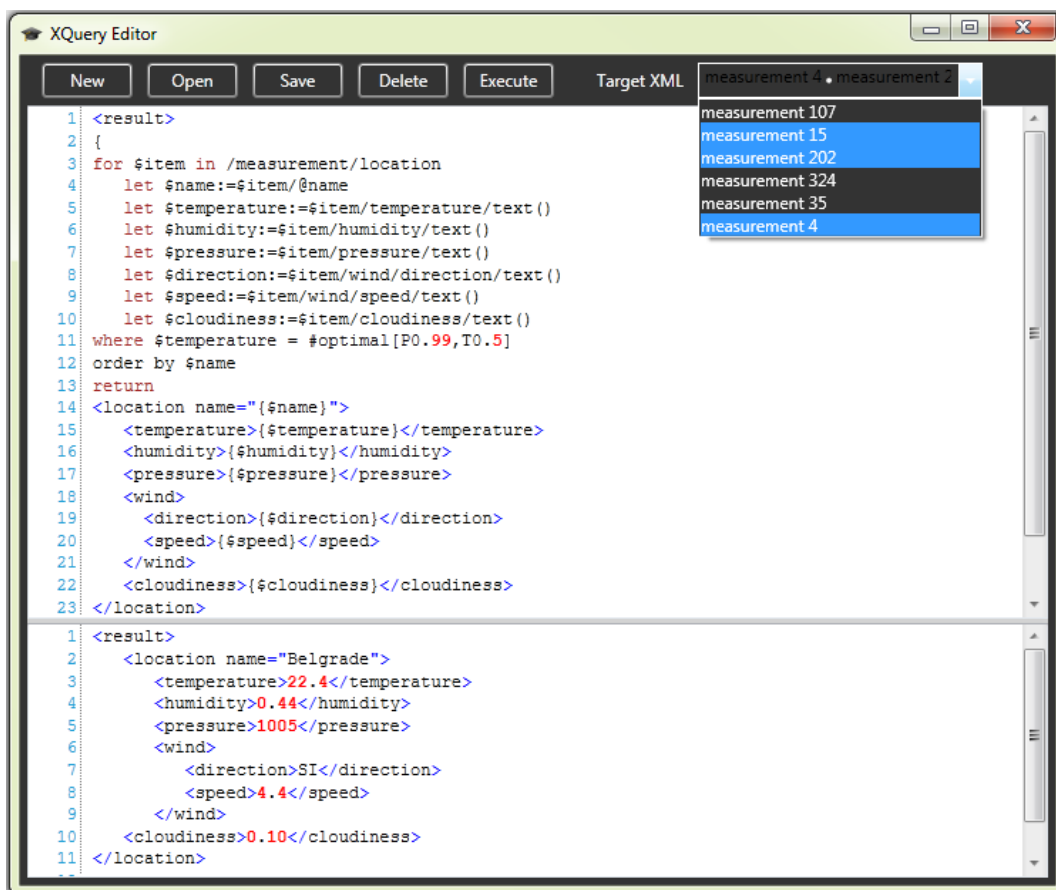 XQuery Editor
New Open Save Delete Execute Target XML measurement 4 • measurement 2
measurement 107
measurement 15
measurement 202
measurement 324
measurement 35
measurement 4
1 <result>
2 {
3 for $item in /measurement/location
4 let $name:=$item/@name
5 let $temperature:=$item/temperature/text()
6 let $humidity:=$item/humidity/text()
7 let $pressure:=$item/pressure/text()
8 let $direction:=$item/wind/direction/text()
9 let $speed:=$item/wind/speed/text()
10 let $cloudiness:=$item/cloudiness/text()
11 where $temperature = #optimal[P0.99,T0.5]
12 order by $name
13 return
14 <location name="{$name}">
15 <temperature>{$temperature}</temperature>
16 <humidity>{$humidity}</humidity>
17 <pressure>{$pressure}</pressure>
18 <wind>
19 <direction>{$direction}</direction>
20 <speed>{$speed}</speed>
21 </wind>
22 <cloudiness>{$cloudiness}</cloudiness>
23 </location>
1 <result>
2 <location name="Belgrade">
3 <temperature>22.4</temperature>
4 <humidity>0.44</humidity>
5 <pressure>1005</pressure>
6 <wind>
7 <direction>SI</direction>
8 <speed>4.4</speed>
9 </wind>
10 <cloudiness>0.10</cloudiness>
11 </location>